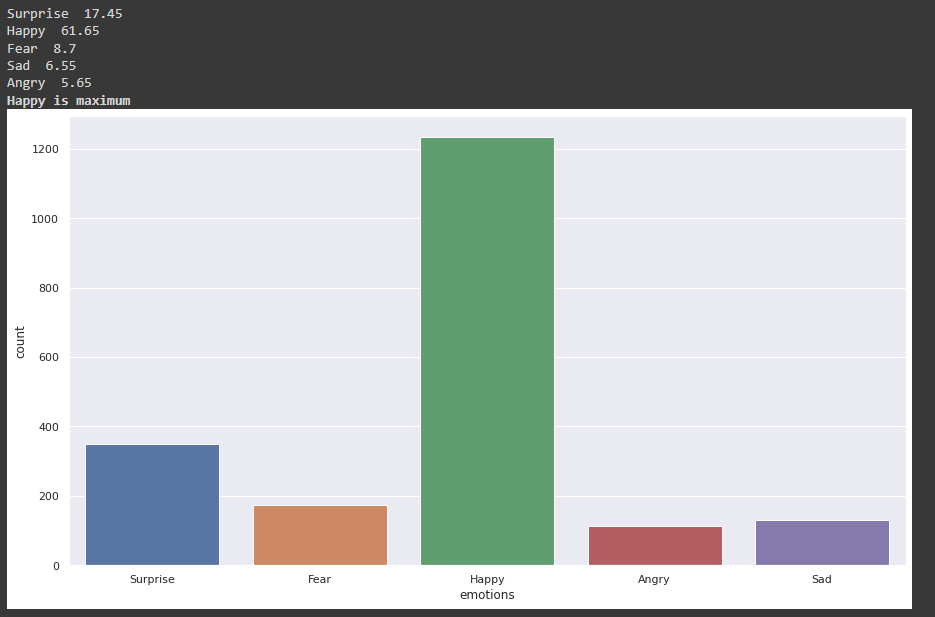 Surprise  17.45
Happy  61.65
Fear  8.7
Sad  6.55
Angry  5.65
Happy is maximum
1200
1000
800
600
400
200
0
count
Surprise Fear Happy Angry Sad
emotions